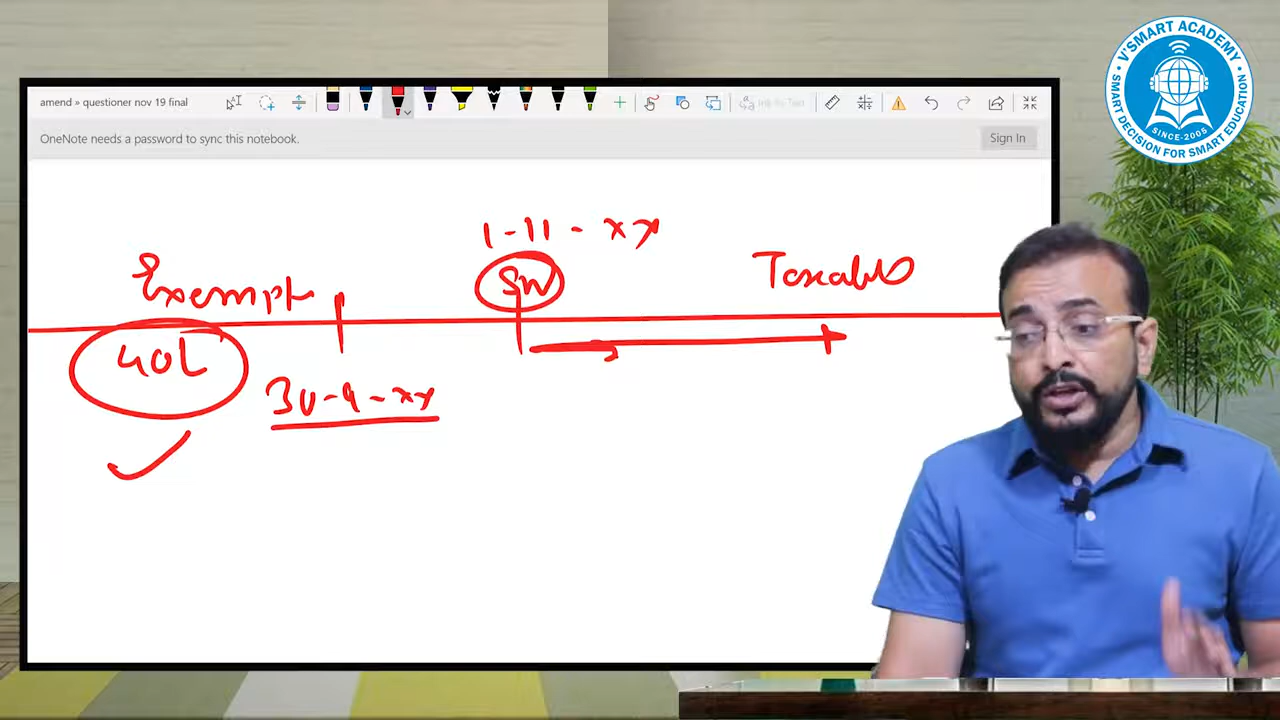 amend » questioner nov 19 final
OneNote needs a password to sync this notebook.
Sign In
V'SMART ACADEMY
SINCE-2005
SMART DECISION FOR SMART EDUCATION
1-11-xx
Exempt
SW
Taxable
40L
30-9-xx